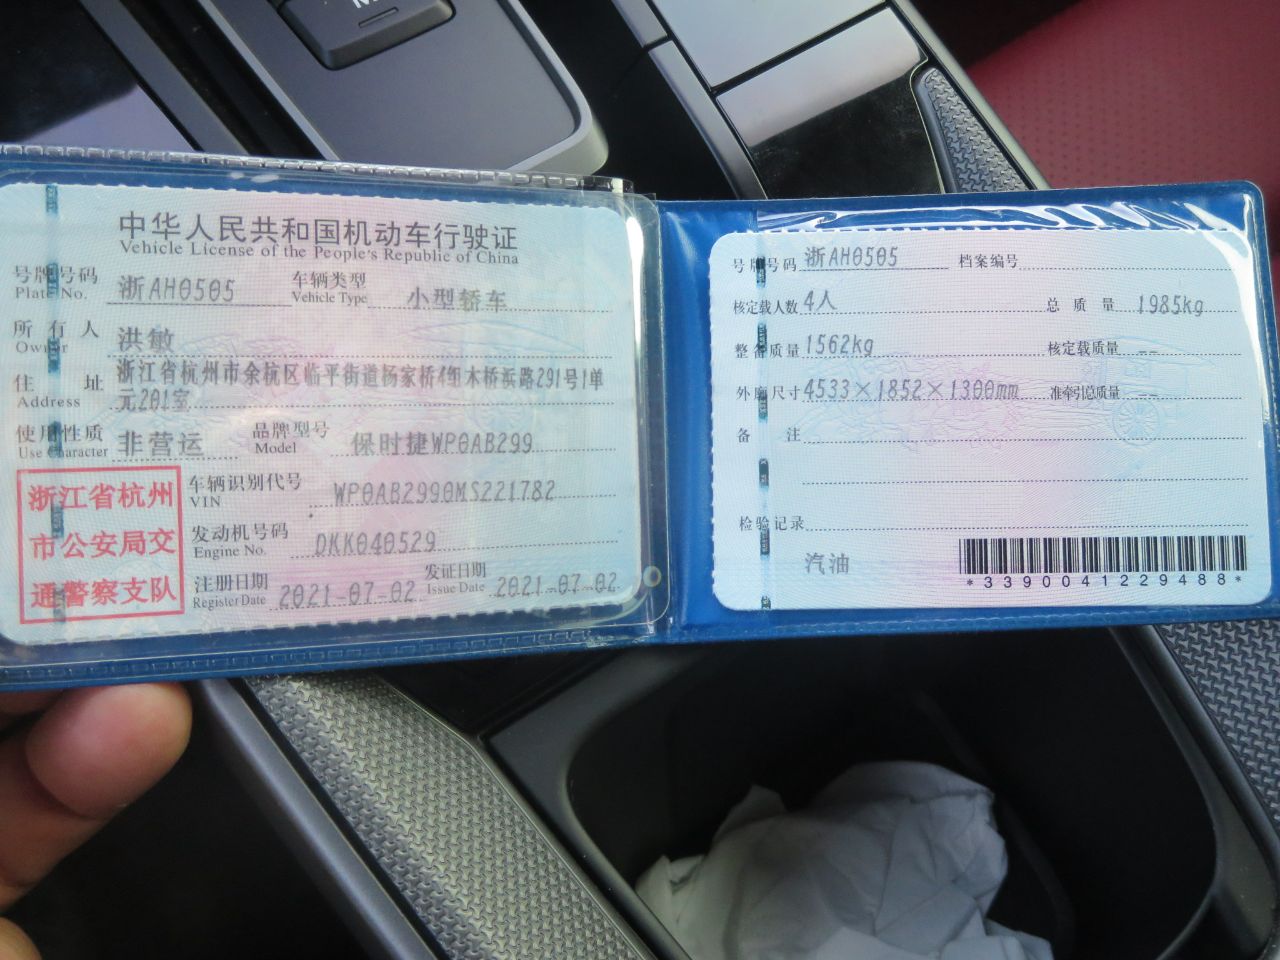 中华人民共和国机动车行驶证
Vehicle License of the People's Republic of China
号牌号码 浙AH0505 车辆类型 小型轿车
Plate No. Vehicle Type
所有人 洪敏
Owner
住址 浙江省杭州市余杭区临平街道杨家桥4组木桥浜路291号1单
Address 元201室
使用性质 非营运 品牌型号 保时捷WP0AB299
Use Character Model
浙江省杭州
市公安局交
通警察支队
车辆识别代号 WP0AB2990MS221782
VIN
发动机号码 DKK040529
Engine No.
注册日期 2021-07-02 发证日期 2021-07-02
Register Date Issue Date
号牌号码 浙AH0505 档案编号
核定载人数 4人 总质量 1985kg
整备质量 1562kg 核定载质量 --
外廓尺寸 4533×1852×1300mm 准牵引总质量 --
备注
检验记录
汽油
*3390041229488*